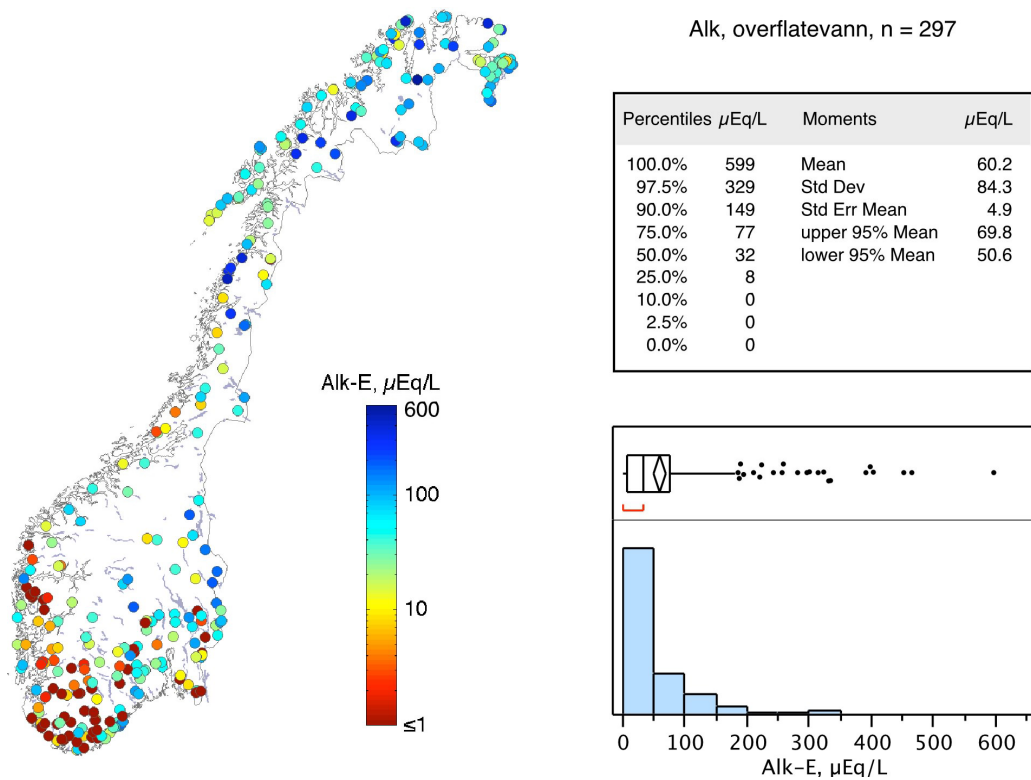 Alk, overflatevann, n = 297
Percentiles µEq/L Moments µEq/L
100.0% 599 Mean 60.2
97.5% 329 Std Dev 84.3
90.0% 149 Std Err Mean 4.9
75.0% 77 upper 95% Mean 69.8
50.0% 32 lower 95% Mean 50.6
25.0% 8
10.0% 0
2.5% 0
0.0% 0
Alk-E, µEq/L
600
100
10
≤1
0 100 200 300 400 500 600
Alk-E, µEq/L